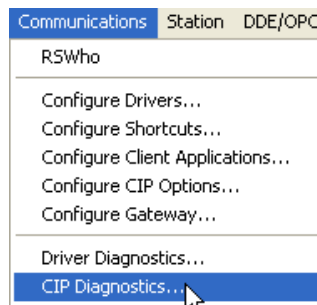 Communications Station DDE/OPC
RSWho
Configure Drivers...
Configure Shortcuts...
Configure Client Applications...
Configure CIP Options...
Configure Gateway...
Driver Diagnostics...
CIP Diagnostics...